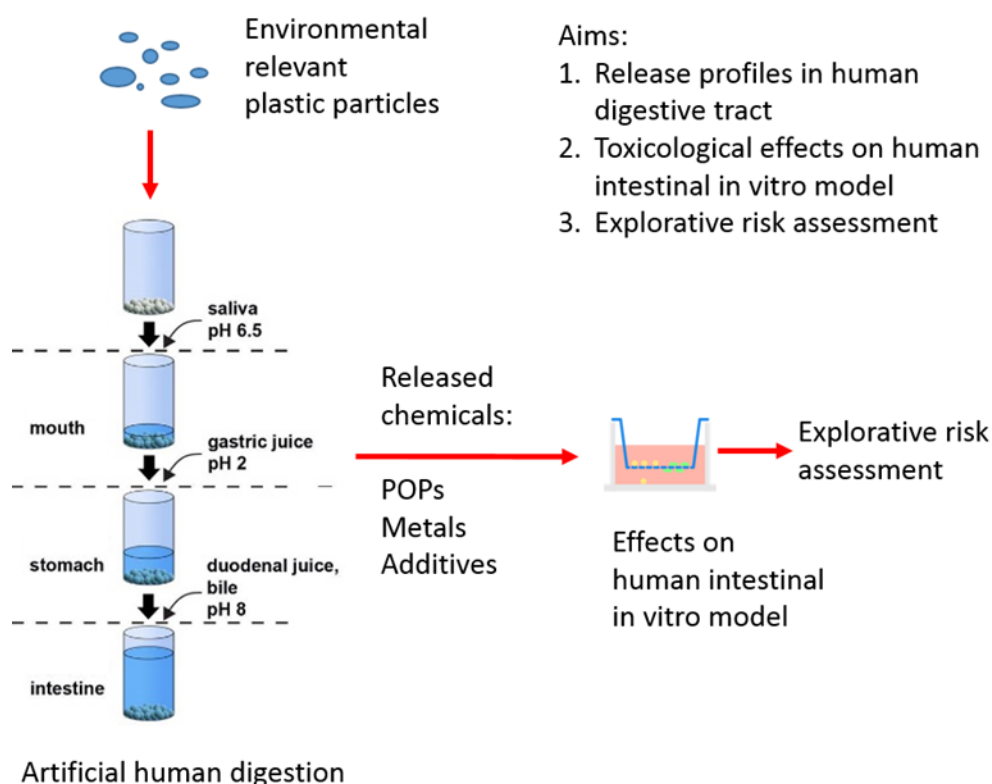 Environmental
relevant
plastic particles
Aims:
1. Release profiles in human
digestive tract
2. Toxicological effects on human
intestinal in vitro model
3. Explorative risk assessment
saliva
pH 6.5
mouth
gastric juice
pH 2
stomach
duodenal juice,
bile
pH 8
intestine
Artificial human digestion
Released
chemicals:
POPs
Metals
Additives
Effects on
human intestinal
in vitro model
Explorative risk
assessment